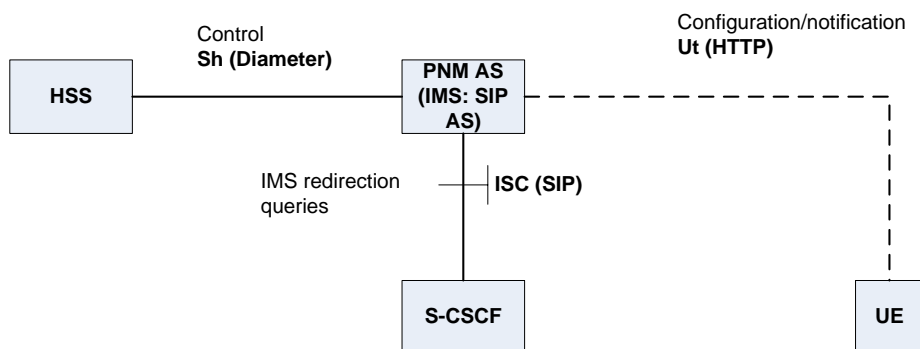 Configuration/notification
Ut (HTTP)
Control
Sh (Diameter)
HSS
PNM AS
(IMS: SIP
AS)
IMS redirection
queries
ISC (SIP)
S-CSCF
UE